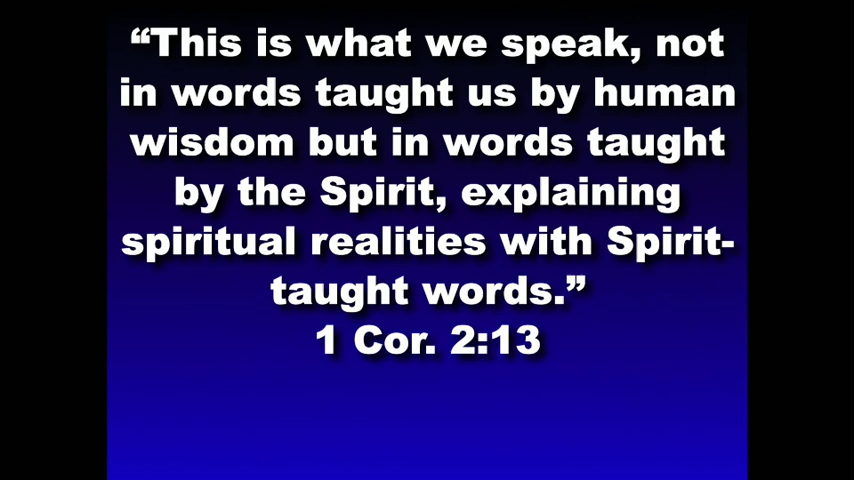 “This is what we speak, not
in words taught us by human
wisdom but in words taught
by the Spirit, explaining
spiritual realities with Spirit-
taught words.”
1 Cor. 2:13